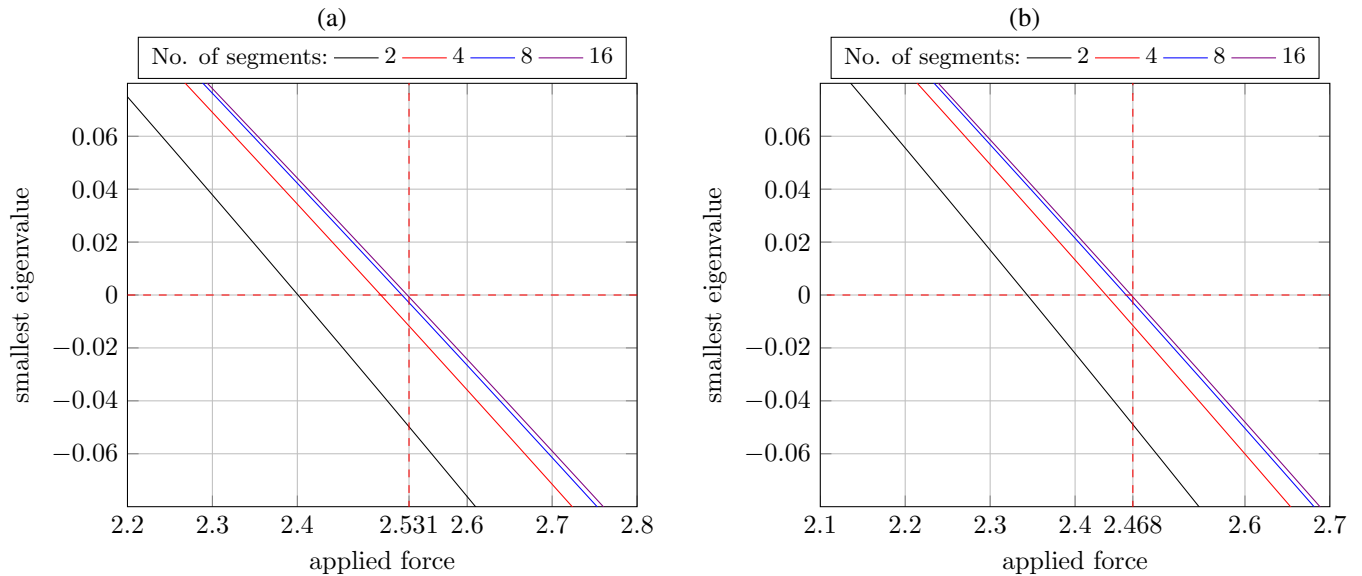 (a)
No. of segments: 2 4 8 16
0.06
0.04
0.02
0
−0.02
−0.04
−0.06
smallest eigenvalue
2.2 2.3 2.4 2.531 2.6 2.7 2.8
applied force
(b)
No. of segments: 2 4 8 16
0.06
0.04
0.02
0
−0.02
−0.04
−0.06
smallest eigenvalue
2.1 2.2 2.3 2.4 2.468 2.6 2.7
applied force